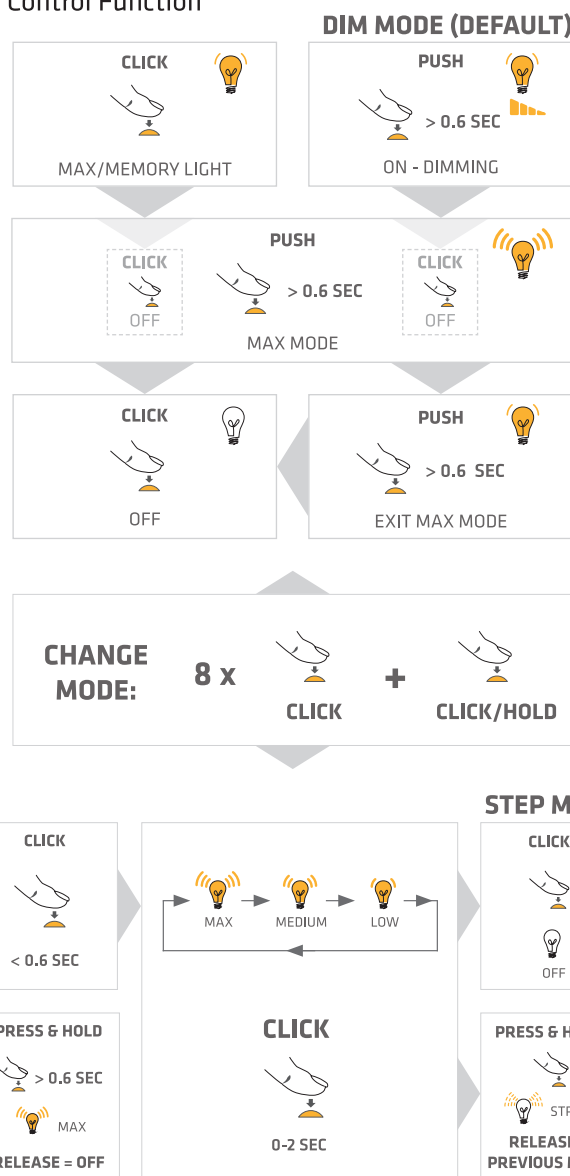 Control Function
DIM MODE (DEFAULT)
CLICK
MAX/MEMORY LIGHT
PUSH
> 0.6 SEC
ON - DIMMING
PUSH
CLICK
OFF
> 0.6 SEC
CLICK
OFF
MAX MODE
CLICK
OFF
PUSH
> 0.6 SEC
EXIT MAX MODE
CHANGE
MODE:
8 x
CLICK
+
CLICK/HOLD
STEP M
CLICK
< 0.6 SEC
MAX
MEDIUM
LOW
CLICK
OFF
PRESS & HOLD
> 0.6 SEC
MAX
RELEASE = OFF
CLICK
0-2 SEC
PRESS & H
STR
RELEASE
PREVIOUS